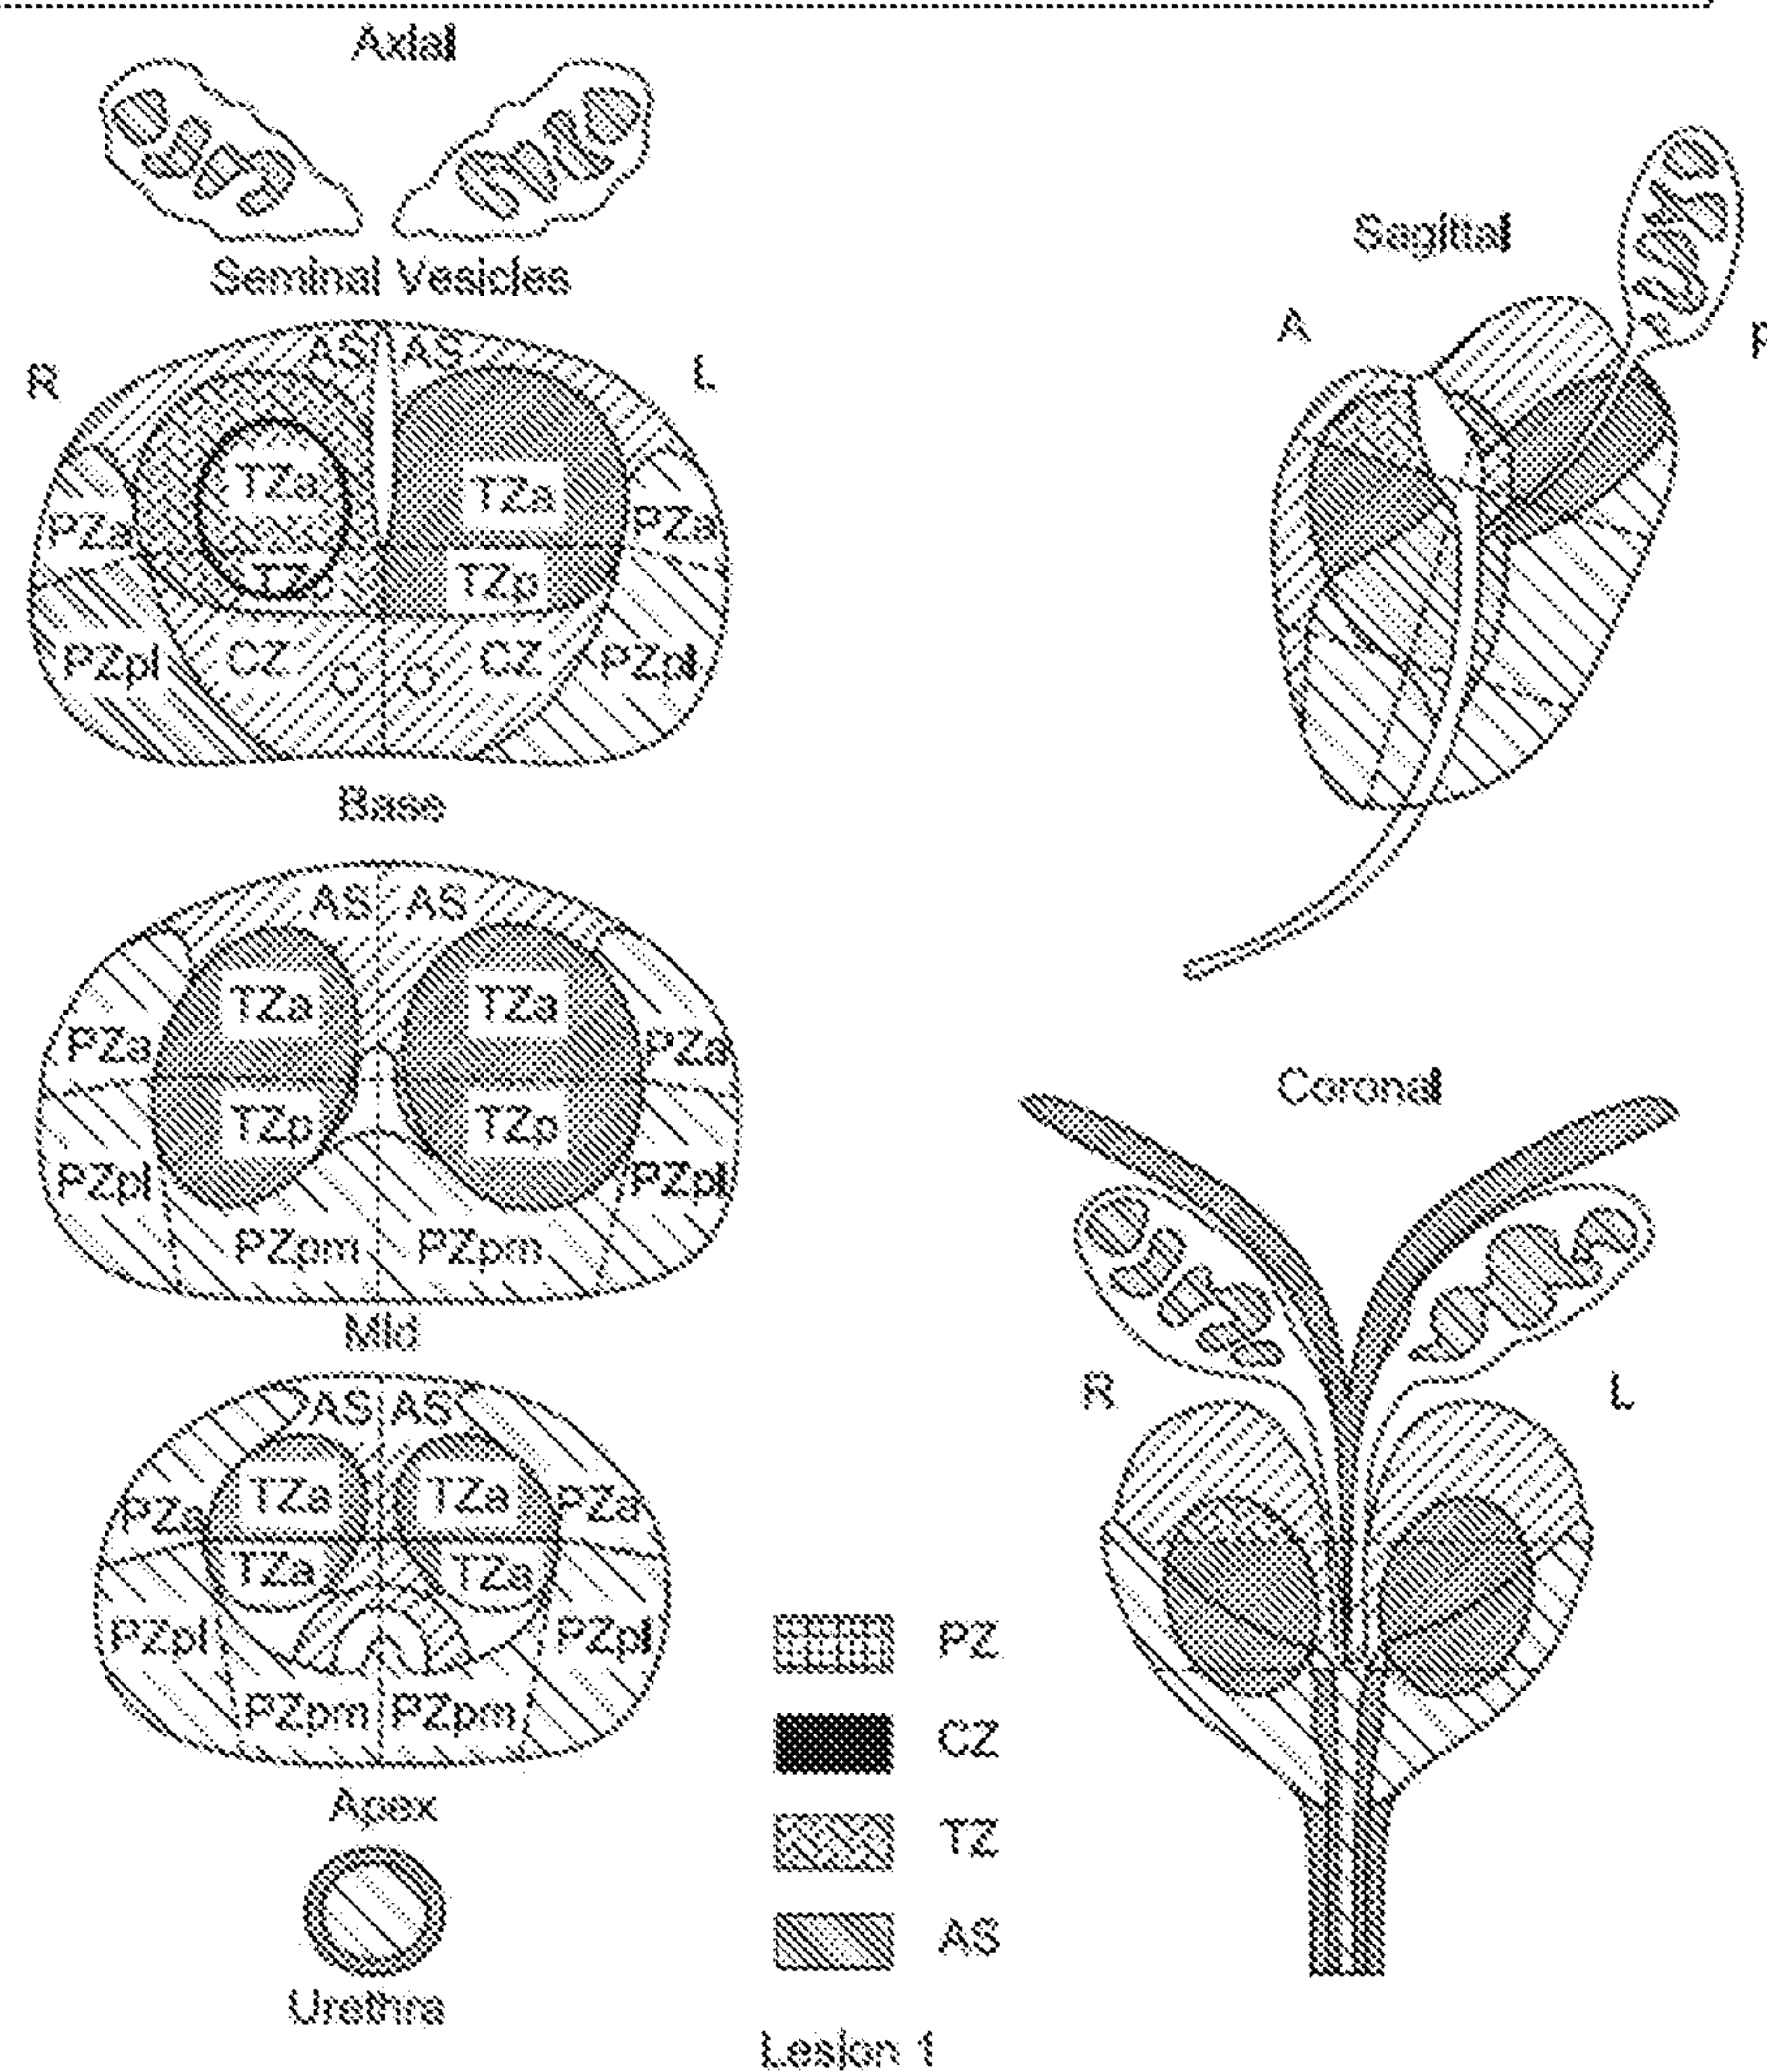 Axial
Seminal Vesicles
R
L
AS AS
TZa
TZa
PZa
PZa
TZ
TZp
PZpl
CZ
CZ
PZpl
Base
AS AS
TZa
TZa
PZa
PZa
TZp
TZp
PZpl
PZpl
PZpm
PZpm
Mid
AS AS
TZa
TZa
PZa
PZa
TZa
TZa
PZpl
PZpl
PZpm
PZpm
Apex
Urethra
Sagittal
A
P
Coronal
R
L
PZ
CZ
TZ
AS
Lesion 1